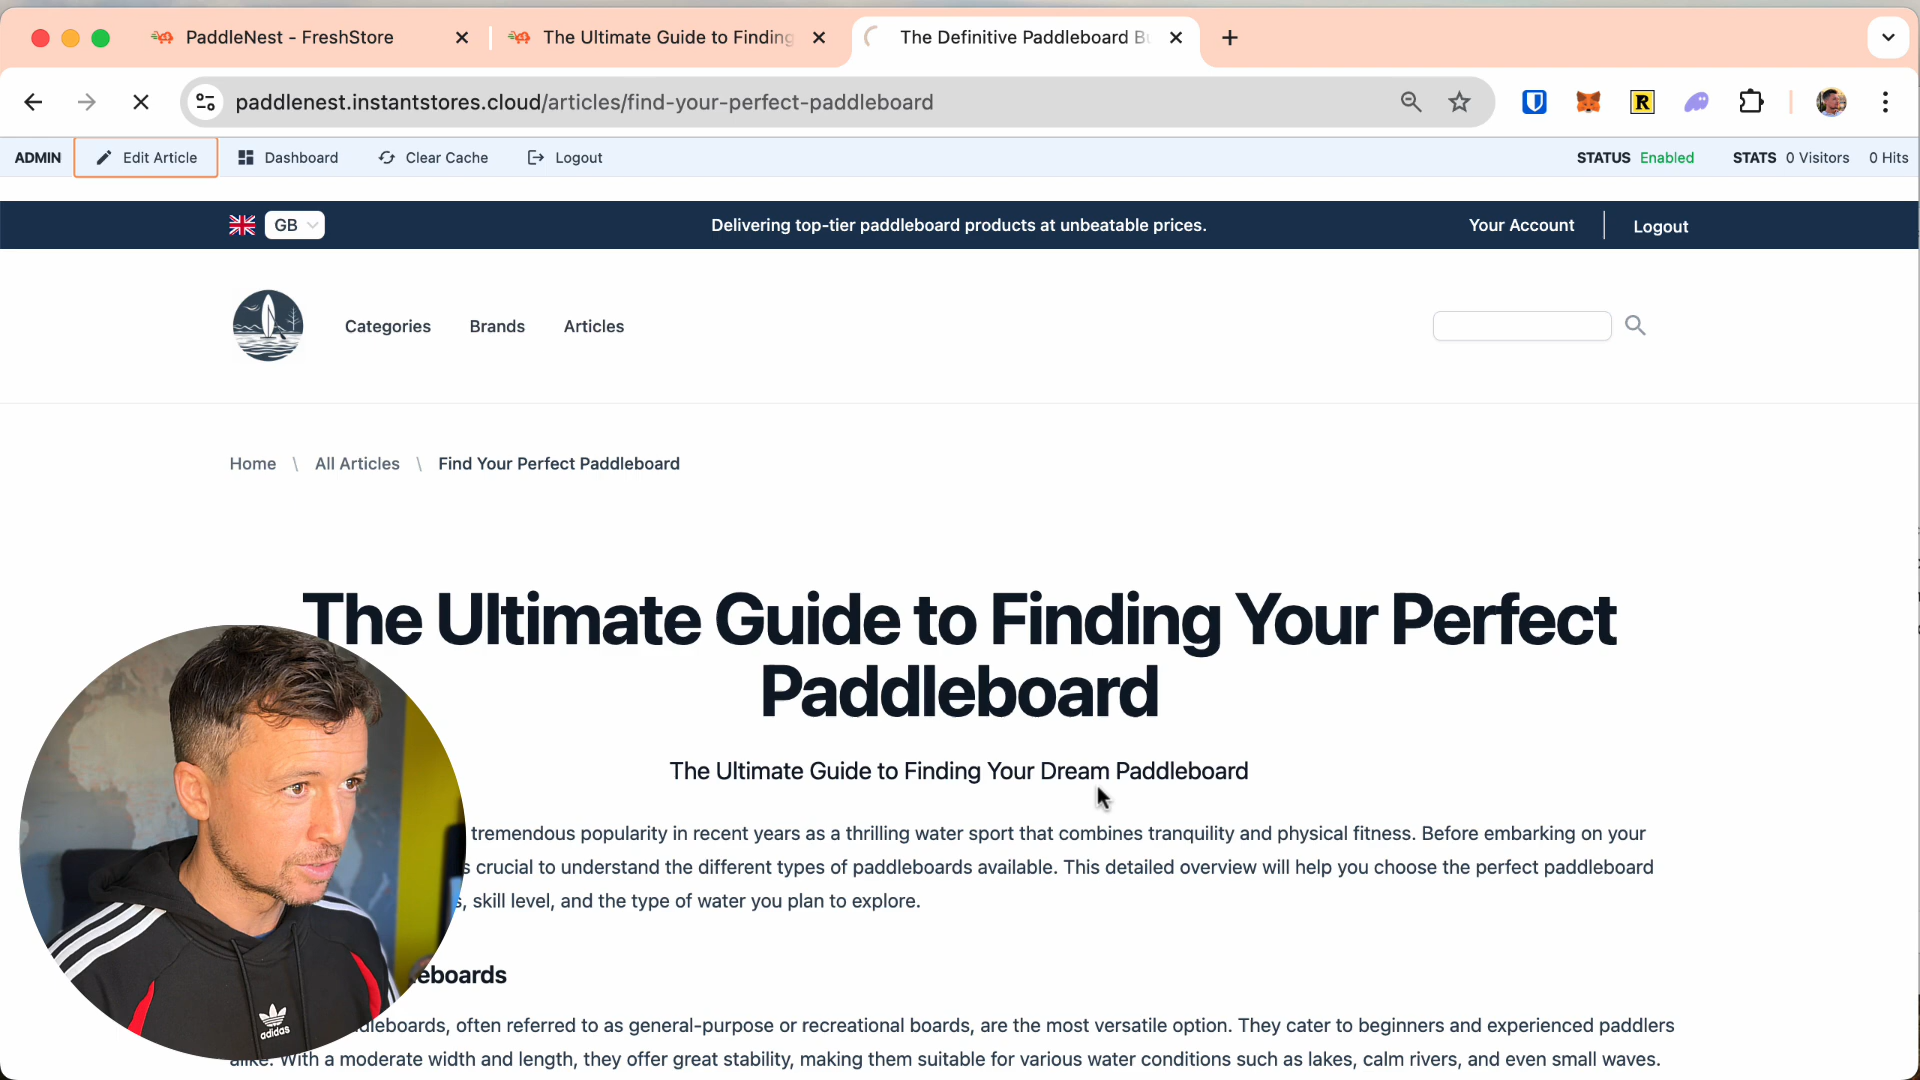 PaddleNest - FreshStore
The Ultimate Guide to Finding
The Definitive Paddleboard B
paddlenest.instantstores.cloud/articles/find-your-perfect-paddleboard
ADMIN Edit Article Dashboard Clear Cache Logout STATUS Enabled STATS 0 Visitors 0 Hits
GB Delivering top-tier paddleboard products at unbeatable prices. Your Account Logout
Categories Brands Articles
Home \ All Articles \ Find Your Perfect Paddleboard
The Ultimate Guide to Finding Your Perfect
Paddleboard
The Ultimate Guide to Finding Your Dream Paddleboard
tremendous popularity in recent years as a thrilling water sport that combines tranquility and physical fitness. Before embarking on your
crucial to understand the different types of paddleboards available. This detailed overview will help you choose the perfect paddleboard
, skill level, and the type of water you plan to explore.
eboards
dleboards, often referred to as general-purpose or recreational boards, are the most versatile option. They cater to beginners and experienced paddlers
alike. With a moderate width and length, they offer great stability, making them suitable for various water conditions such as lakes, calm rivers, and even small waves.
adidas